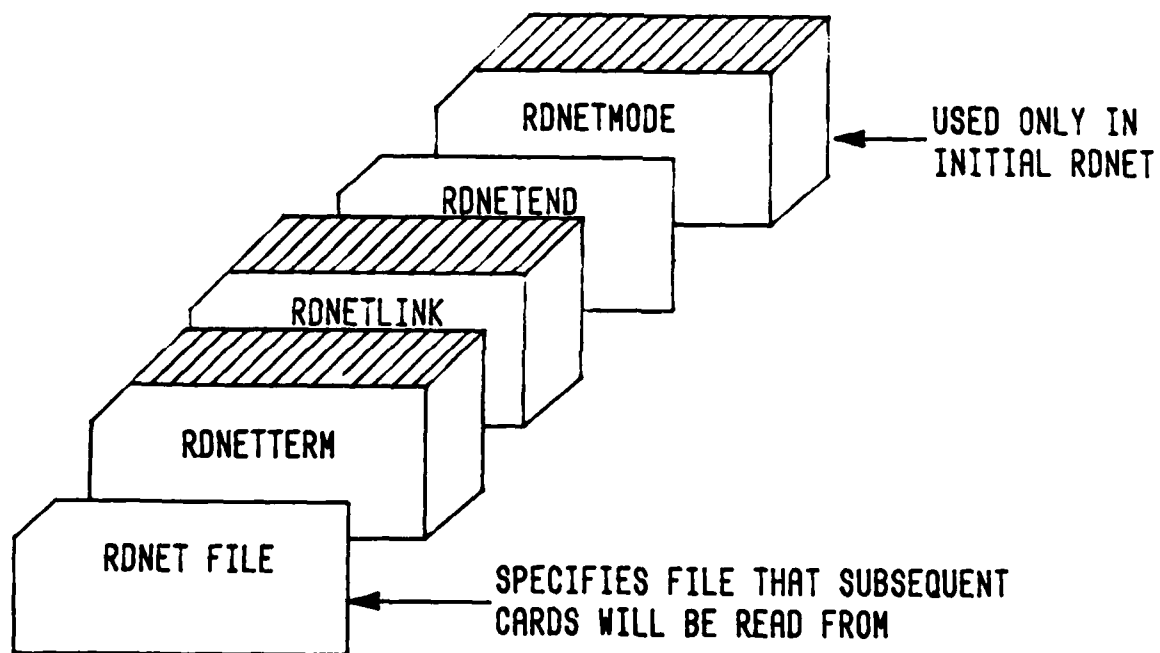 RDNETMODE
USED ONLY IN
INITIAL RDNET
RDNETEND
RDNETLINK
RDNETTERM
RDNET FILE
SPECIFIES FILE THAT SUBSEQUENT
CARDS WILL BE READ FROM